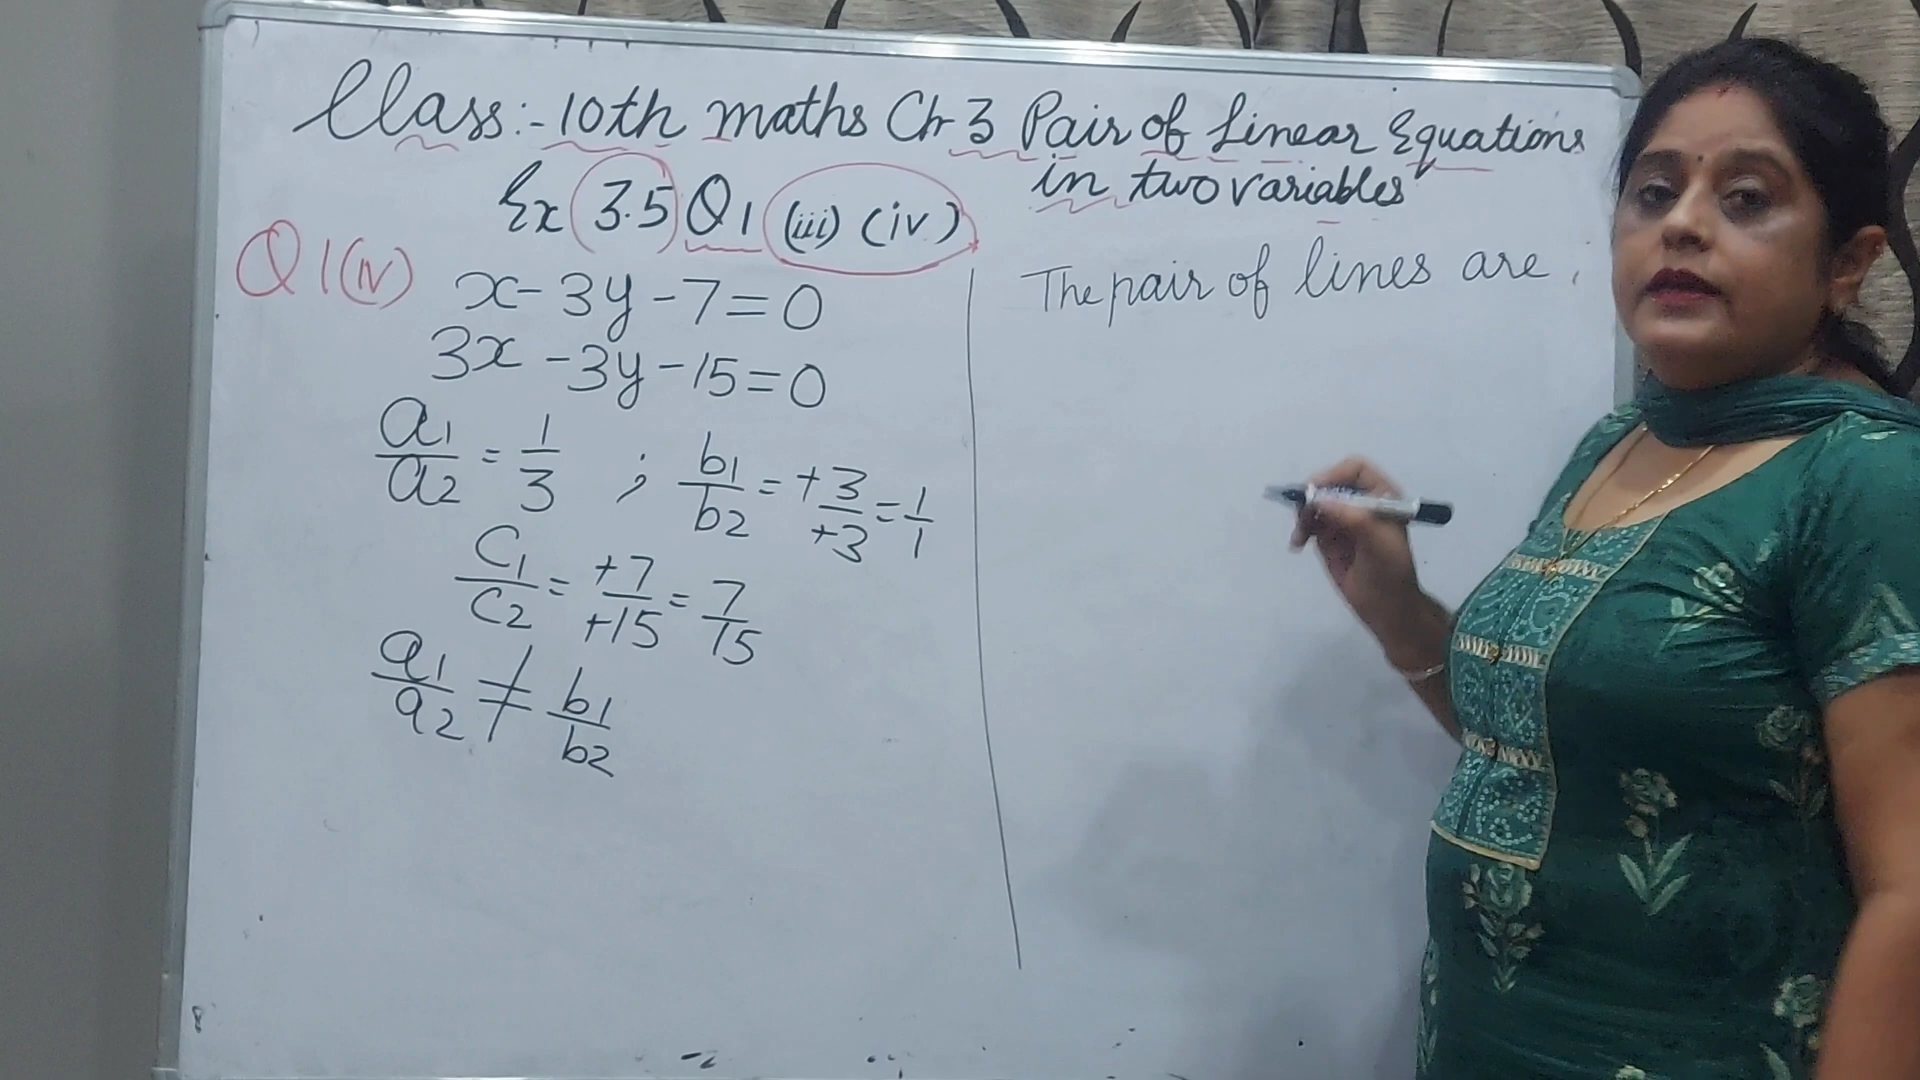 Class:- 10th maths Ch 3 Pair of Linear Equations
in two variables
Ex 3.5 Q1 (iii) (iv)
Q1(iv)
x - 3y - 7 = 0
3x - 3y - 15 = 0
a1/a2 = 1/3 ; b1/b2 = +3/+3 = 1/1
c1/c2 = +7/+15 = 7/15
a1/a2 ≠ b1/b2
The pair of lines are